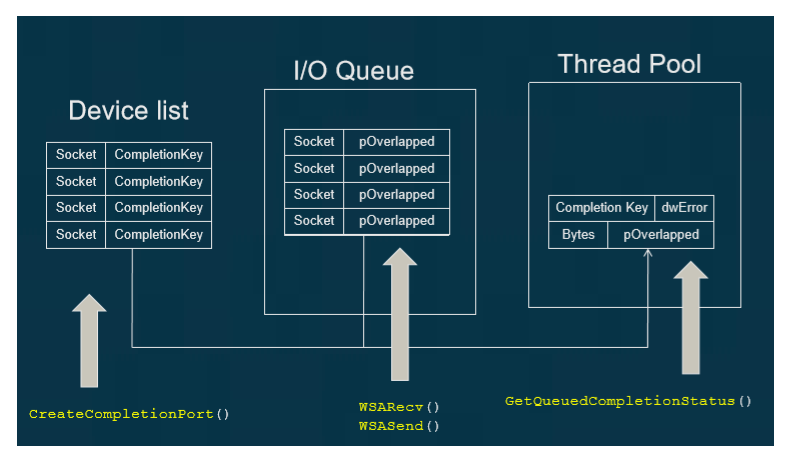 Device list
Socket CompletionKey
Socket CompletionKey
Socket CompletionKey
Socket CompletionKey
CreateCompletionPort()
I/O Queue
Socket pOverlapped
Socket pOverlapped
Socket pOverlapped
Socket pOverlapped
WSARecv()
WSASend()
Thread Pool
Completion Key dwError
Bytes pOverlapped
GetQueuedCompletionStatus()